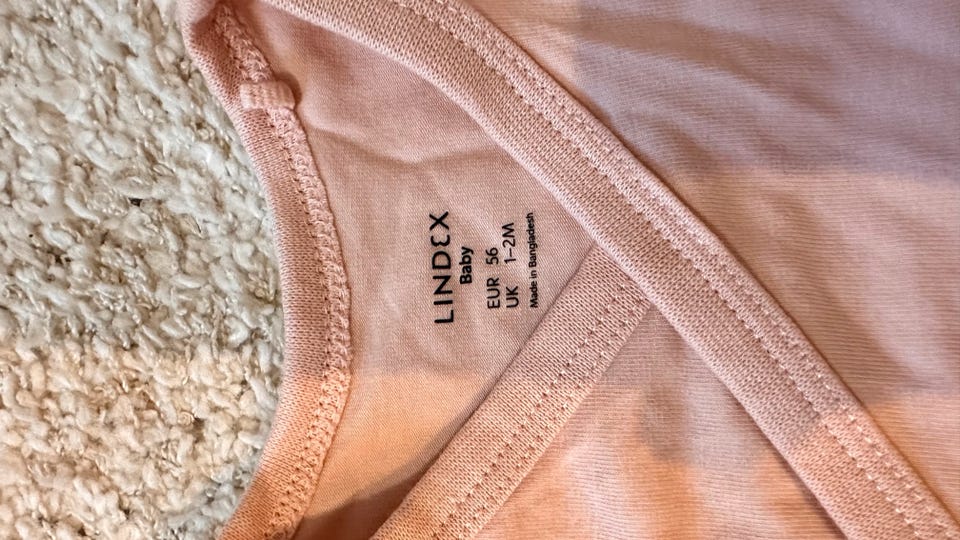 LINDEX
Baby
EUR 56
UK 1–2M
Made in Bangladesh